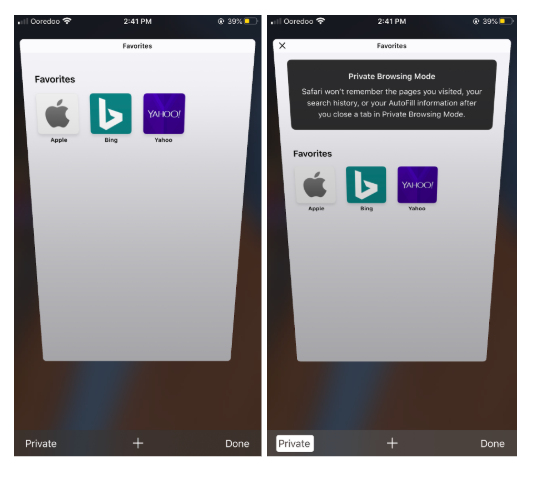 Ooredoo 2:41 PM 39%
Favorites
Favorites
YAHOO!
Apple Bing Yahoo
Private + Done
Ooredoo 2:41 PM 39%
× Favorites
Private Browsing Mode
Safari won't remember the pages you visited, your
search history, or your AutoFill information after
you close a tab in Private Browsing Mode.
Favorites
YAHOO!
Apple Bing Yahoo
Private + Done